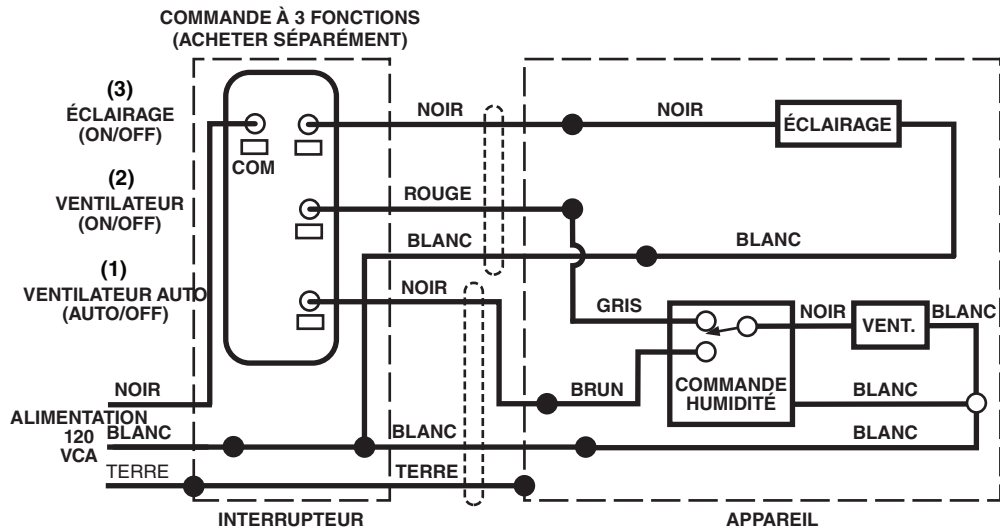 COMMANDE À 3 FONCTIONS
(ACHETER SÉPARÉMENT)
(3)
ÉCLAIRAGE
(ON/OFF)
COM
NOIR
NOIR
ÉCLAIRAGE
(2)
VENTILATEUR
(ON/OFF)
ROUGE
BLANC
BLANC
(1)
VENTILATEUR AUTO
(AUTO/OFF)
NOIR
GRIS
NOIR
VENT.
BLANC
BRUN
COMMANDE
HUMIDITÉ
BLANC
NOIR
ALIMENTATION
120
VCA
BLANC
BLANC
BLANC
TERRE
TERRE
INTERRUPTEUR
APPAREIL